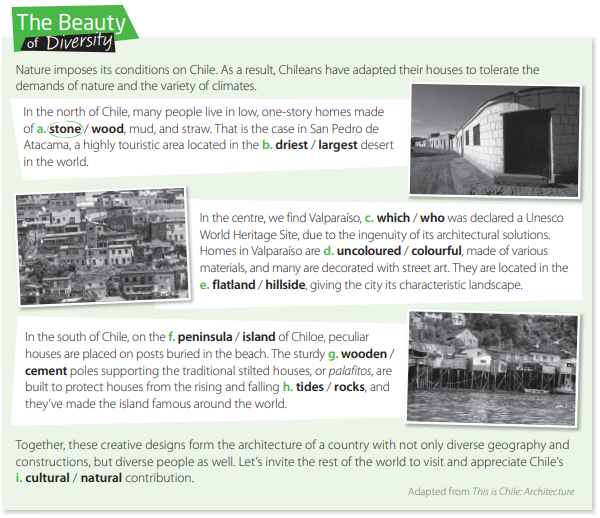 The Beauty
of Diversity
Nature imposes its conditions on Chile. As a result, Chileans have adapted their houses to tolerate the
demands of nature and the variety of climates.
In the north of Chile, many people live in low, one-story homes made
of a. stone / wood, mud, and straw. That is the case in San Pedro de
Atacama, a highly touristic area located in the b. driest / largest desert
in the world.
In the centre, we find Valparaíso, c. which / who was declared a Unesco
World Heritage Site, due to the ingenuity of its architectural solutions.
Homes in Valparaíso are d. uncoloured / colourful, made of various
materials, and many are decorated with street art. They are located in the
e. flatland / hillside, giving the city its characteristic landscape.
In the south of Chile, on the f. peninsula / island of Chiloe, peculiar
houses are placed on posts buried in the beach. The sturdy g. wooden /
cement poles supporting the traditional stilted houses, or palafitos, are
built to protect houses from the rising and falling h. tides / rocks, and
they've made the island famous around the world.
Together, these creative designs form the architecture of a country with not only diverse geography and
constructions, but diverse people as well. Let's invite the rest of the world to visit and appreciate Chile's
i. cultural / natural contribution.
Adapted from This is Chile: Architecture